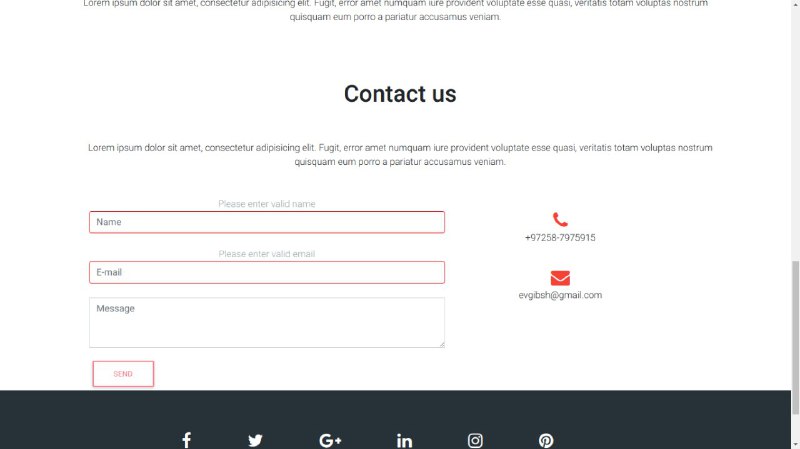 Lorem ipsum dolor sit amet, consectetur adipisicing elit. Fugit, error amet numquam iure provident voluptate esse quasi, veritatis totam voluptas nostrum
quisquam eum porro a pariatur accusamus veniam.
Contact us
Lorem ipsum dolor sit amet, consectetur adipisicing elit. Fugit, error amet numquam iure provident voluptate esse quasi, veritatis totam voluptas nostrum
quisquam eum porro a pariatur accusamus veniam.
Please enter valid name
Name
Please enter valid email
E-mail
Message
SEND
+97258-7975915
evgibsh@gmail.com